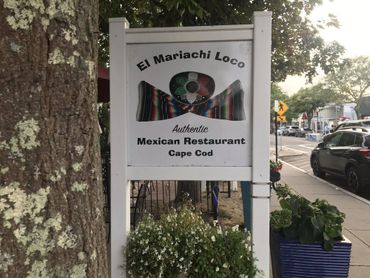 El Mariachi Loco
Authentic
Mexican Restaurant
Cape Cod